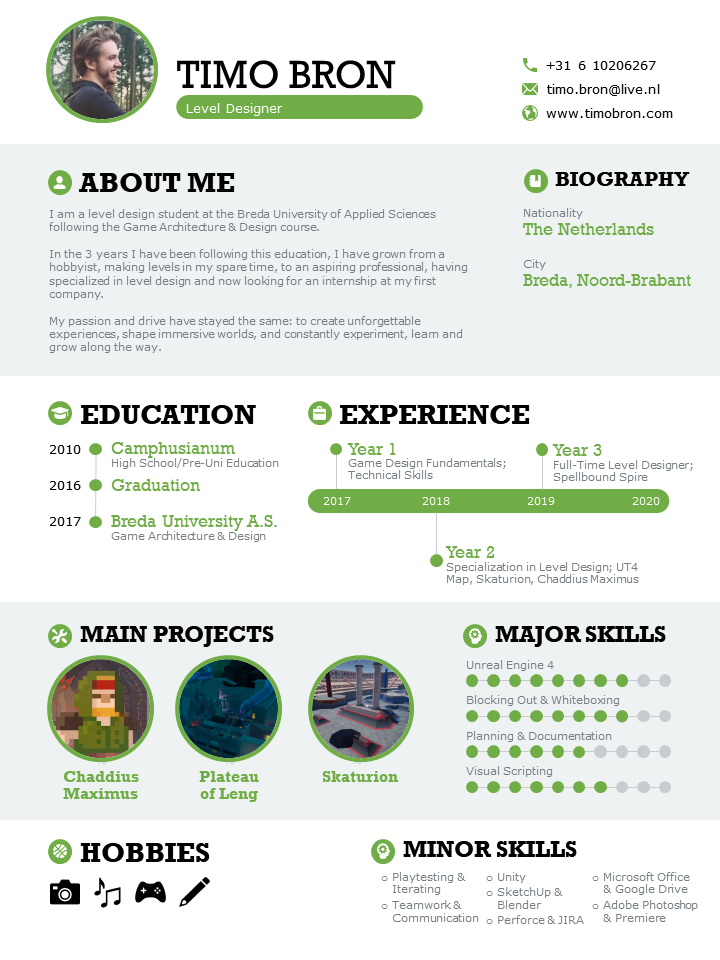 TIMO BRON
Level Designer
+31 6 10206267
timo.bron@live.nl
www.timobron.com
ABOUT ME
I am a level design student at the Breda University of Applied Sciences
following the Game Architecture & Design course.
In the 3 years I have been following this education, I have grown from a
hobbyist, making levels in my spare time, to an aspiring professional, having
specialized in level design and now looking for an internship at my first
company.
My passion and drive have stayed the same: to create unforgettable
experiences, shape immersive worlds, and constantly experiment, learn and
grow along the way.
BIOGRAPHY
Nationality
The Netherlands
City
Breda, Noord-Brabant
EDUCATION
2010 Camphusianum
High School/Pre-Uni Education
2016 Graduation
2017 Breda University A.S.
Game Architecture & Design
EXPERIENCE
Year 1
Game Design Fundamentals;
Technical Skills
Year 3
Full-Time Level Designer;
Spellbound Spire
2017 2018 2019 2020
Year 2
Specialization in Level Design; UT4
Map, Skaturion, Chaddius Maximus
MAIN PROJECTS
Chaddius
Maximus
Plateau
of Leng
Skaturion
MAJOR SKILLS
Unreal Engine 4
Blocking Out & Whiteboxing
Planning & Documentation
Visual Scripting
HOBBIES
MINOR SKILLS
Playtesting &
Iterating
Teamwork &
Communication
Unity
SketchUp &
Blender
Perforce & JIRA
Microsoft Office
& Google Drive
Adobe Photoshop
& Premiere